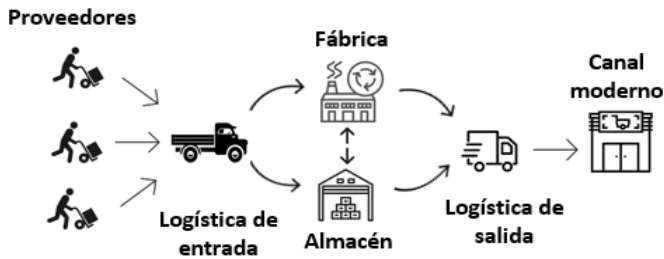 Proveedores
Fábrica
Canal
moderno
Logística de
entrada
Almacén
Logística de
salida